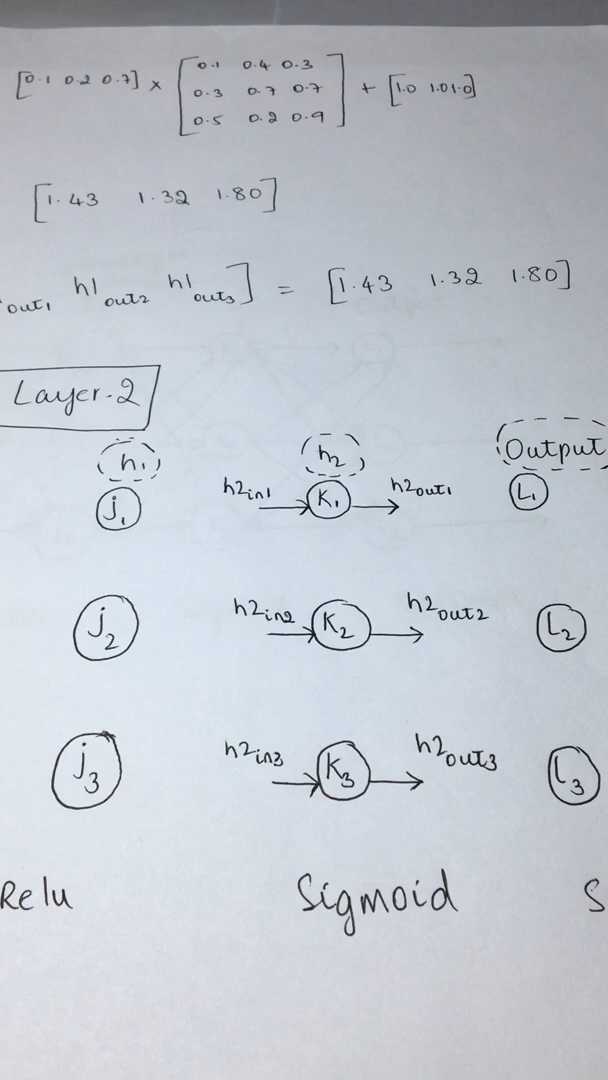 [0.1 0.2 0.7] × [0.1 0.4 0.3 + [1.0 1.0 1.0]
0.3 0.7 0.7
0.5 0.2 0.9]
[1.43 1.32 1.80]
out1 h1out2 h1out3] = [1.43 1.32 1.80]
Layer-2
h1 h2 Output
j1 h2in1 K1 h2out1 L1
j2 h2in2 K2 h2out2 L2
j3 h2in3 K3 h2out3 L3
Relu Sigmoid S